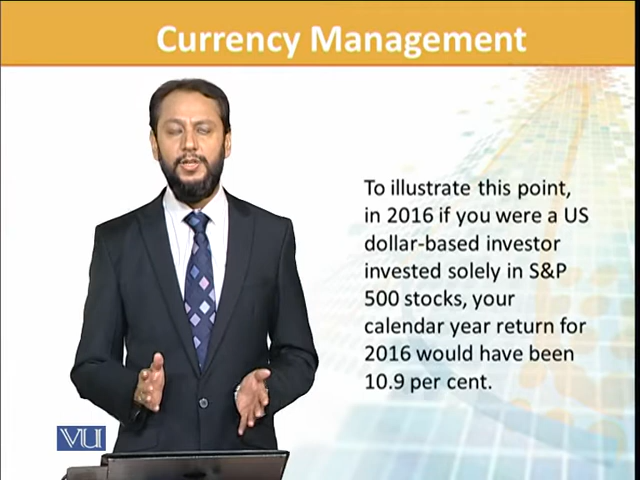 Currency Management
To illustrate this point,
in 2016 if you were a US
dollar-based investor
invested solely in S&P
500 stocks, your
calendar year return for
2016 would have been
10.9 per cent.
VU